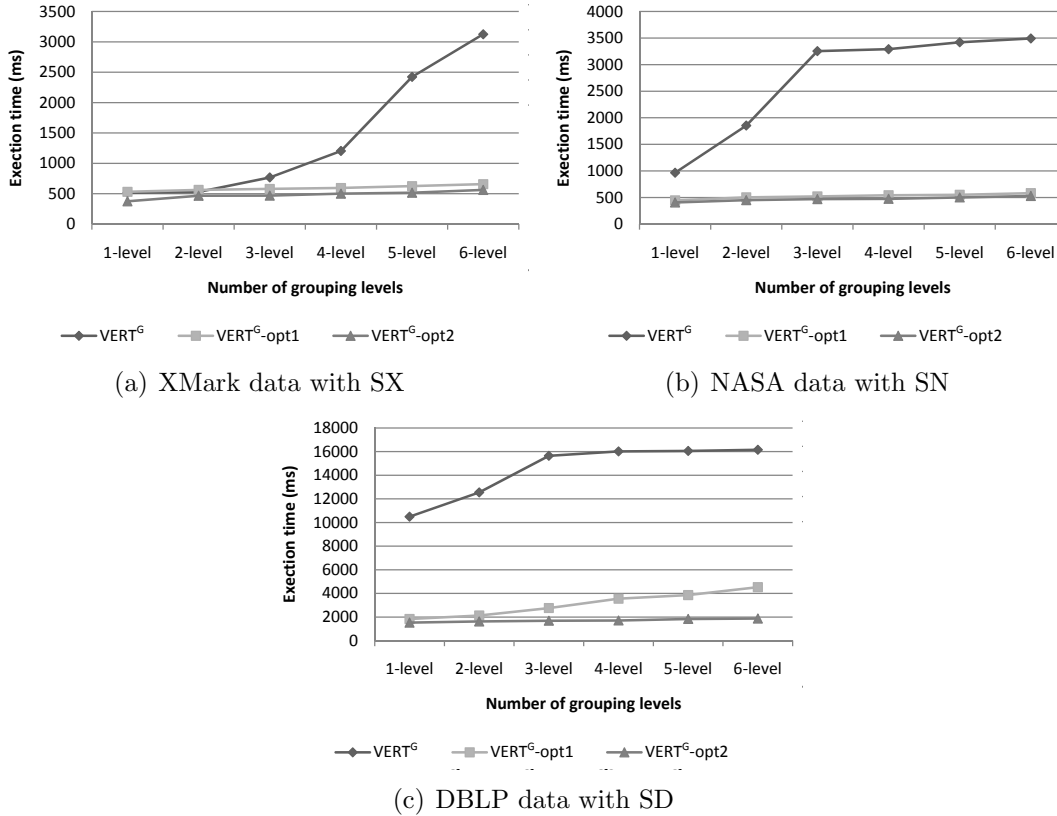 3500
3000
2500
2000
1500
1000
500
0
Exection time (ms)
1-level 2-level 3-level 4-level 5-level 6-level
Number of grouping levels
VERTᴳ VERTᴳ-opt1 VERTᴳ-opt2
(a) XMark data with SX
4000
3500
3000
2500
2000
1500
1000
500
0
Exection time (ms)
1-level 2-level 3-level 4-level 5-level 6-level
Number of grouping levels
VERTᴳ VERTᴳ-opt1 VERTᴳ-opt2
(b) NASA data with SN
18000
16000
14000
12000
10000
8000
6000
4000
2000
0
Exection time (ms)
1-level 2-level 3-level 4-level 5-level 6-level
Number of grouping levels
VERTᴳ VERTᴳ-opt1 VERTᴳ-opt2
(c) DBLP data with SD